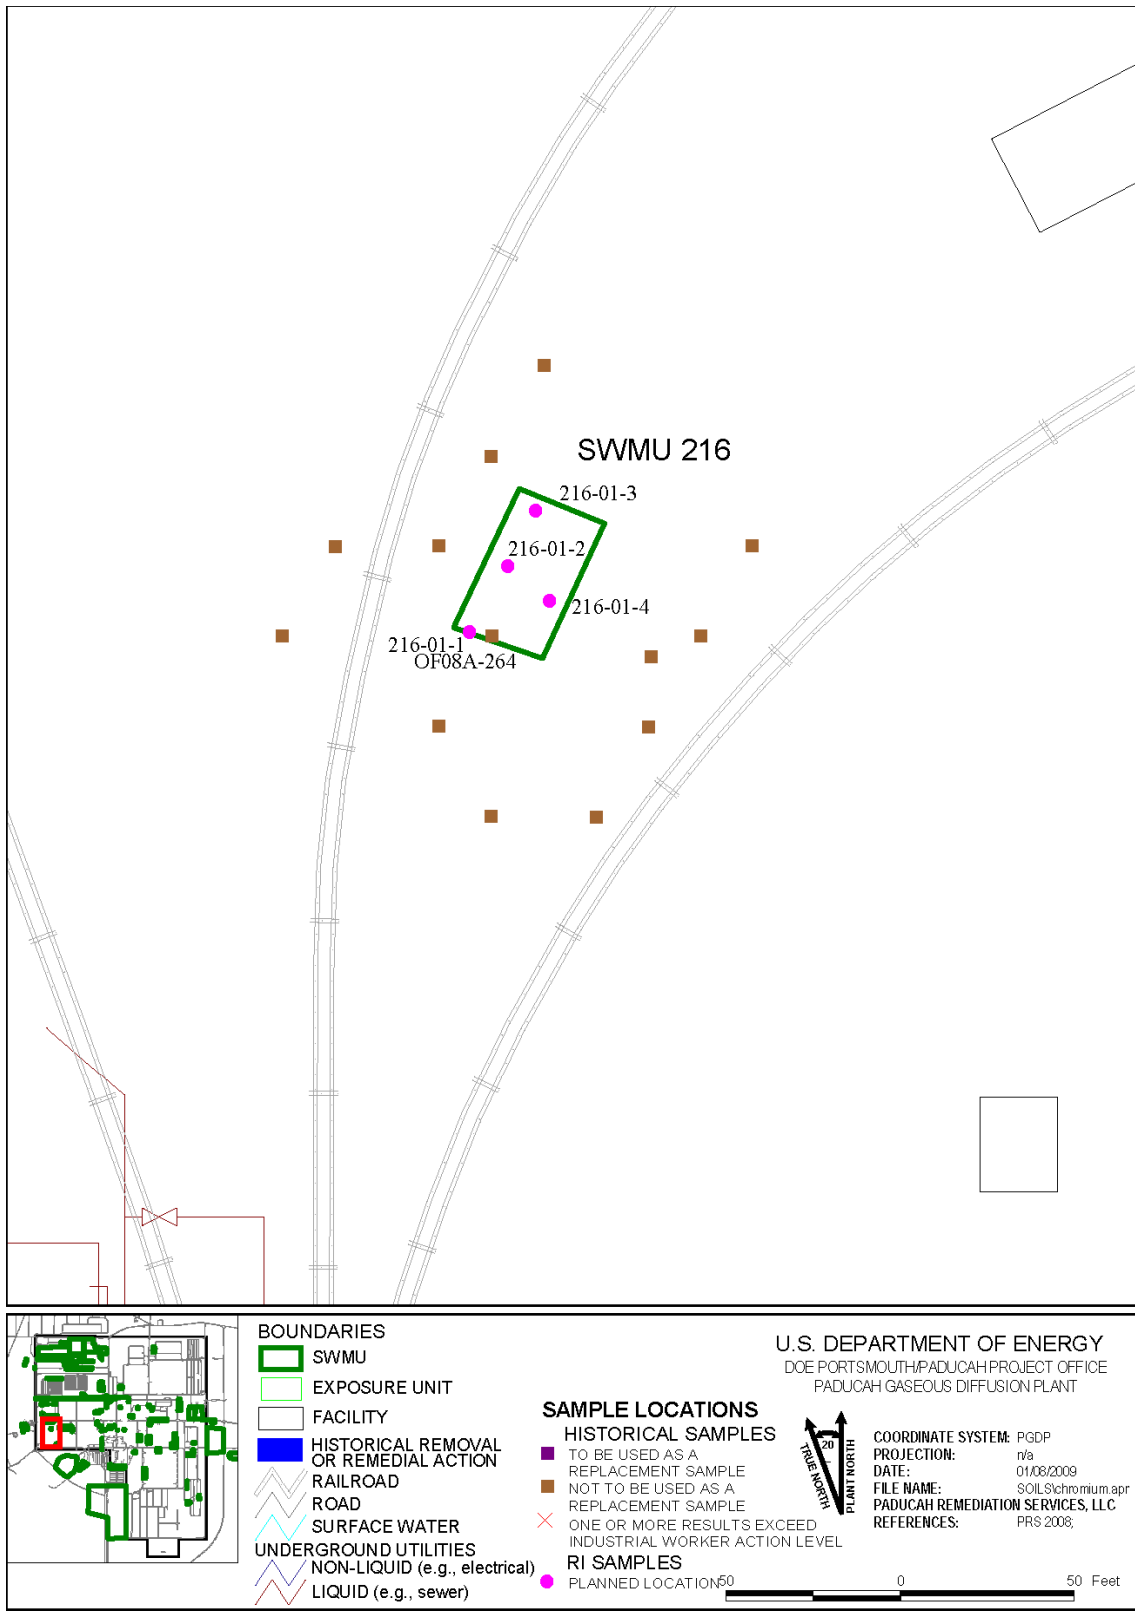 SWMU 216
216-01-3
216-01-2
216-01-4
216-01-1
OF08A-264
BOUNDARIES
SWMU
EXPOSURE UNIT
FACILITY
HISTORICAL REMOVAL
OR REMEDIAL ACTION
RAILROAD
ROAD
SURFACE WATER
UNDERGROUND UTILITIES
NON-LIQUID (e.g., electrical)
LIQUID (e.g., sewer)
SAMPLE LOCATIONS
HISTORICAL SAMPLES
TO BE USED AS A
REPLACEMENT SAMPLE
NOT TO BE USED AS A
REPLACEMENT SAMPLE
ONE OR MORE RESULTS EXCEED
INDUSTRIAL WORKER ACTION LEVEL
RI SAMPLES
PLANNED LOCATION
U.S. DEPARTMENT OF ENERGY
DOE PORTSMOUTH/PADUCAH PROJECT OFFICE
PADUCAH GASEOUS DIFFUSION PLANT
20
TRUE NORTH
PLANT NORTH
COORDINATE SYSTEM: PGDP
PROJECTION: n/a
DATE: 01/08/2009
FILE NAME: SOILS\chromium.apr
PADUCAH REMEDIATION SERVICES, LLC
REFERENCES: PRS 2008;
50 0 50 Feet